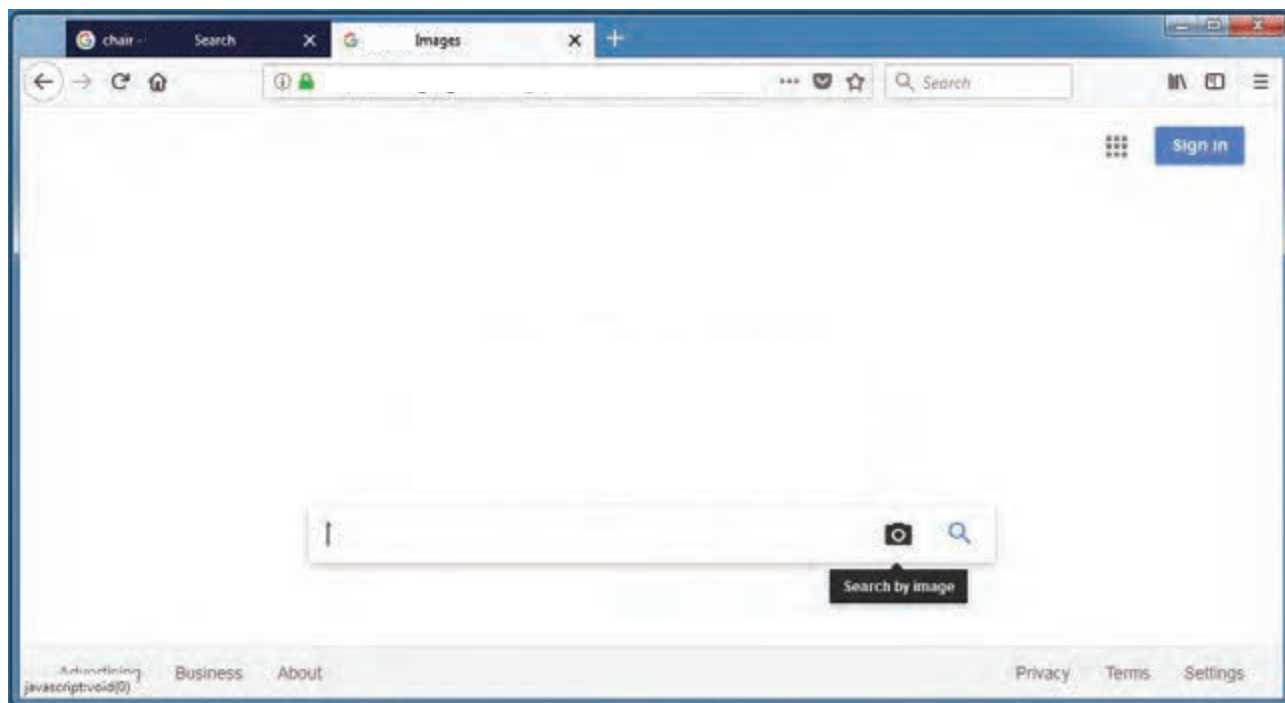 chair - Search Images
Search
Sign in
Search by image
Advertising Business About Privacy Terms Settings
javascript:void(0)